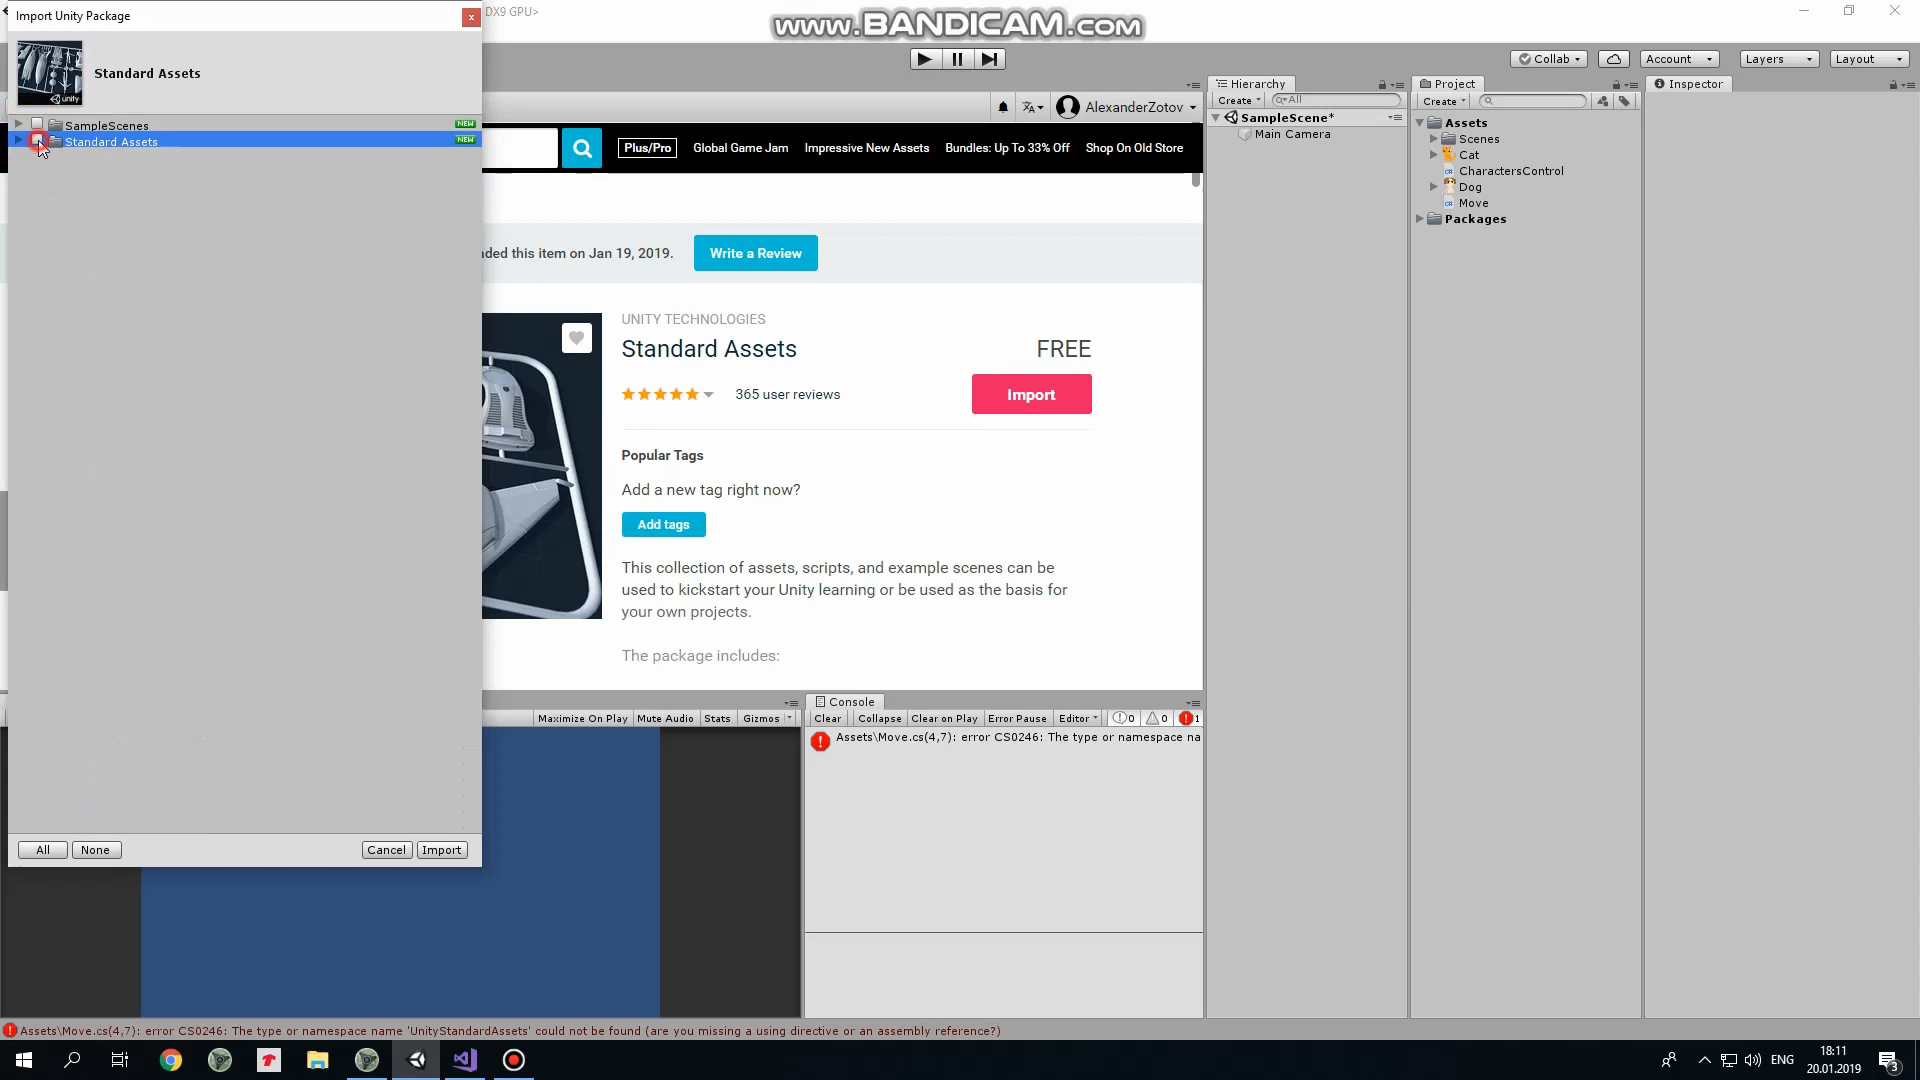 Import Unity Package
x
DX9 GPU>
www.BANDICAM.com
Standard Assets
unity
SampleScenes
NEW
Standard Assets
NEW
Collab
Account
Layers
Layout
AlexanderZotov
Plus/Pro
Global Game Jam
Impressive New Assets
Bundles: Up To 33% Off
Shop On Old Store
ded this item on Jan 19, 2019.
Write a Review
UNITY TECHNOLOGIES
Standard Assets
FREE
365 user reviews
Import
Popular Tags
Add a new tag right now?
Add tags
This collection of assets, scripts, and example scenes can be
used to kickstart your Unity learning or be used as the basis for
your own projects.
The package includes:
Hierarchy
Create
All
SampleScene*
Main Camera
Project
Create
Assets
Scenes
Cat
CharactersControl
Dog
Move
Packages
Inspector
All
None
Cancel
Import
Maximize On Play
Mute Audio
Stats
Gizmos
Console
Clear
Collapse
Clear on Play
Error Pause
Editor
0
0
1
Assets\Move.cs(4,7): error CS0246: The type or namespace na
Assets\Move.cs(4,7): error CS0246: The type or namespace name 'UnityStandardAssets' could not be found (are you missing a using directive or an assembly reference?)
ENG
18:11
20.01.2019
3